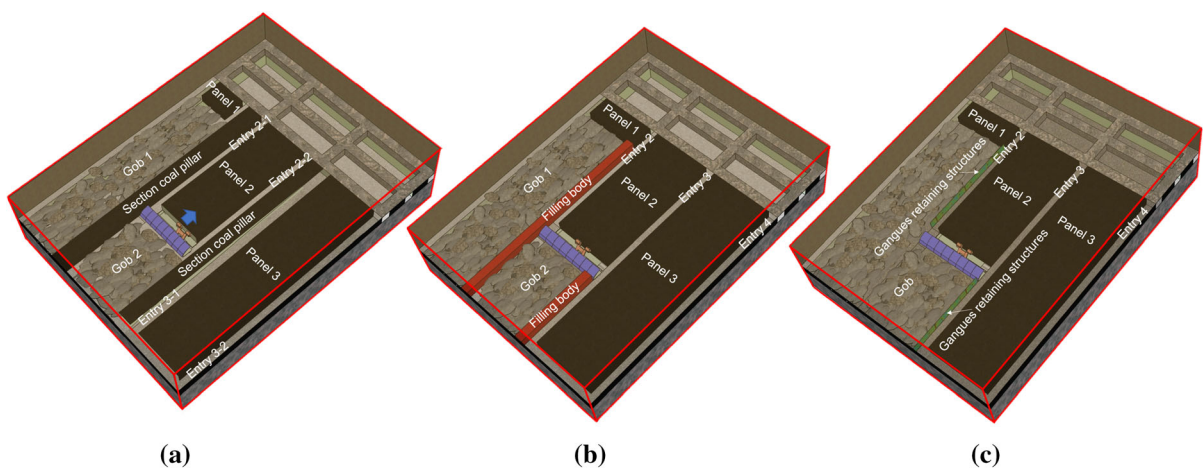 Panel 1
Gob 1
Section coal pillar
Entry 2-1
Panel 2
Entry 2-2
Gob 2
Section coal pillar
Panel 3
Entry 3-1
Entry 3-2
(a)
Panel 1
Gob 1
Entry 2
Filling body
Panel 2
Entry 3
Gob 2
Filling body
Panel 3
Entry 4
(b)
Panel 1
Entry 2
Gangues retaining structures
Panel 2
Entry 3
Gob
Gangues retaining structures
Panel 3
Entry 4
(c)